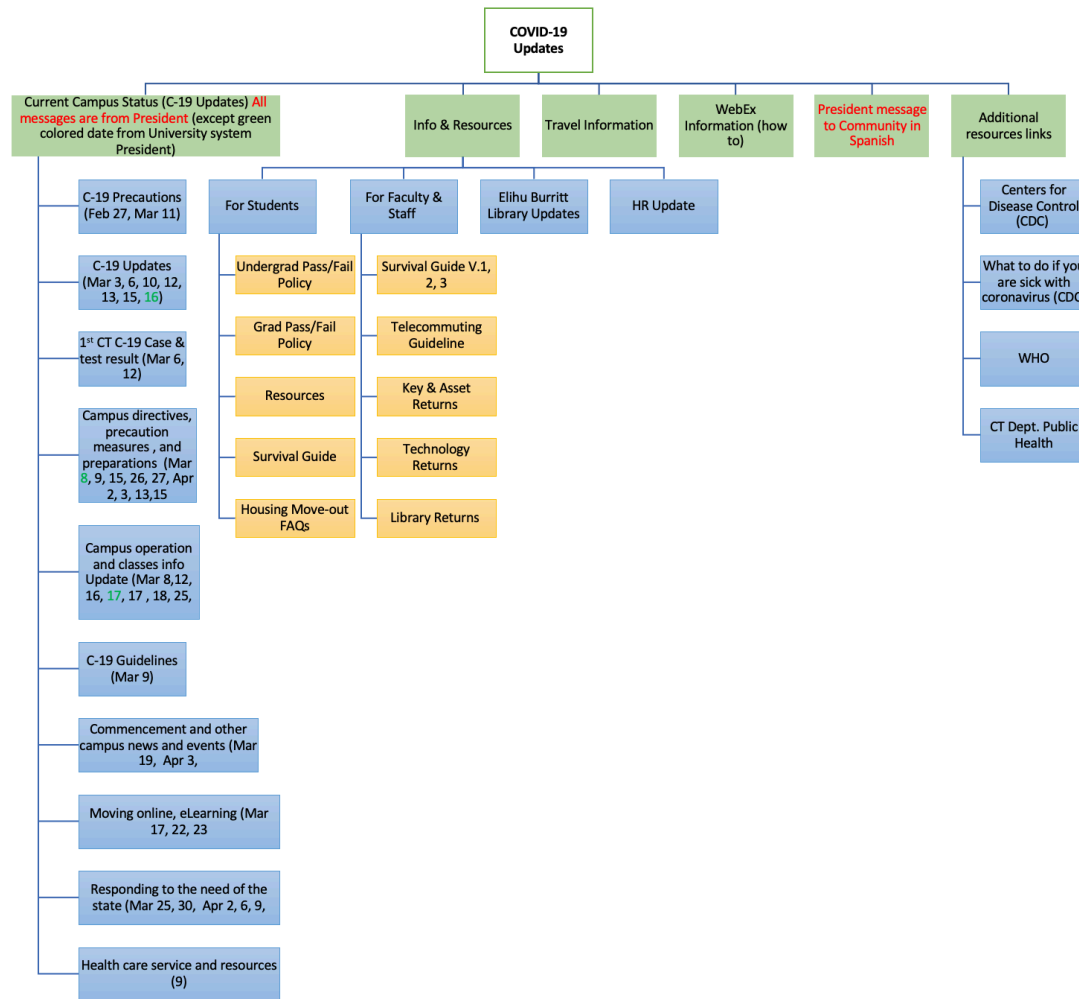 COVID-19
Updates
Current Campus Status (C-19 Updates) All
messages are from President (except green
colored date from University system
President)
Info & Resources
Travel Information
WebEx
Information (how
to)
President message
to Community in
Spanish
Additional
resources links
C-19 Precautions
(Feb 27, Mar 11)
C-19 Updates
(Mar 3, 6, 10, 12,
13, 15, 16)
1st CT C-19 Case &
test result (Mar 6,
12)
Campus directives,
precaution
measures , and
preparations (Mar
8, 9, 15, 26, 27, Apr
2, 3, 13,15
Campus operation
and classes info
Update (Mar 8,12,
16, 17, 17 , 18, 25,
C-19 Guidelines
(Mar 9)
Commencement and other
campus news and events (Mar
19, Apr 3,
Moving online, eLearning (Mar
17, 22, 23
Responding to the need of the
state (Mar 25, 30, Apr 2, 6, 9,
Health care service and resources
(9)
For Students
Undergrad Pass/Fail
Policy
Grad Pass/Fail
Policy
Resources
Survival Guide
Housing Move-out
FAQs
For Faculty &
Staff
Survival Guide V.1,
2, 3
Telecommuting
Guideline
Key & Asset
Returns
Technology
Returns
Library Returns
Elihu Burritt
Library Updates
HR Update
Centers for
Disease Control
(CDC)
What to do if you
are sick with
coronavirus (CDC
WHO
CT Dept. Public
Health